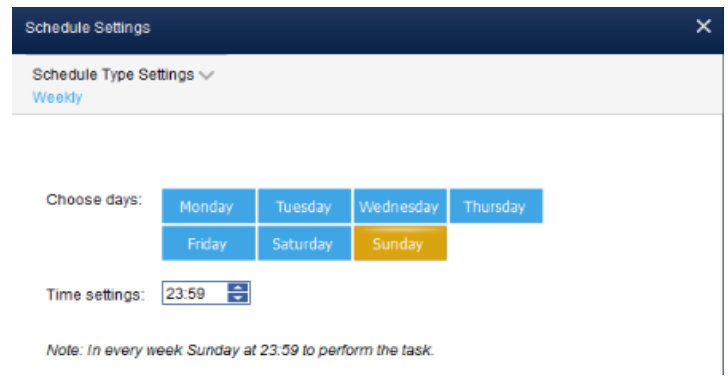 Schedule Settings
Schedule Type Settings
Weekly
Choose days:
Monday Tuesday Wednesday Thursday
Friday Saturday Sunday
Time settings: 23:59
Note: In every week Sunday at 23:59 to perform the task.